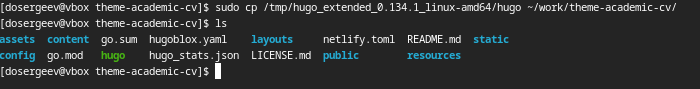 [dosergeev@vbox theme-academic-cv]$ sudo cp /tmp/hugo_extended_0.134.1_linux-amd64/hugo ~/work/theme-academic-cv/
[dosergeev@vbox theme-academic-cv]$ ls
assets content go.sum hugoblox.yaml layouts netlify.toml README.md static
config go.mod hugo hugo_stats.json LICENSE.md public resources
[dosergeev@vbox theme-academic-cv]$